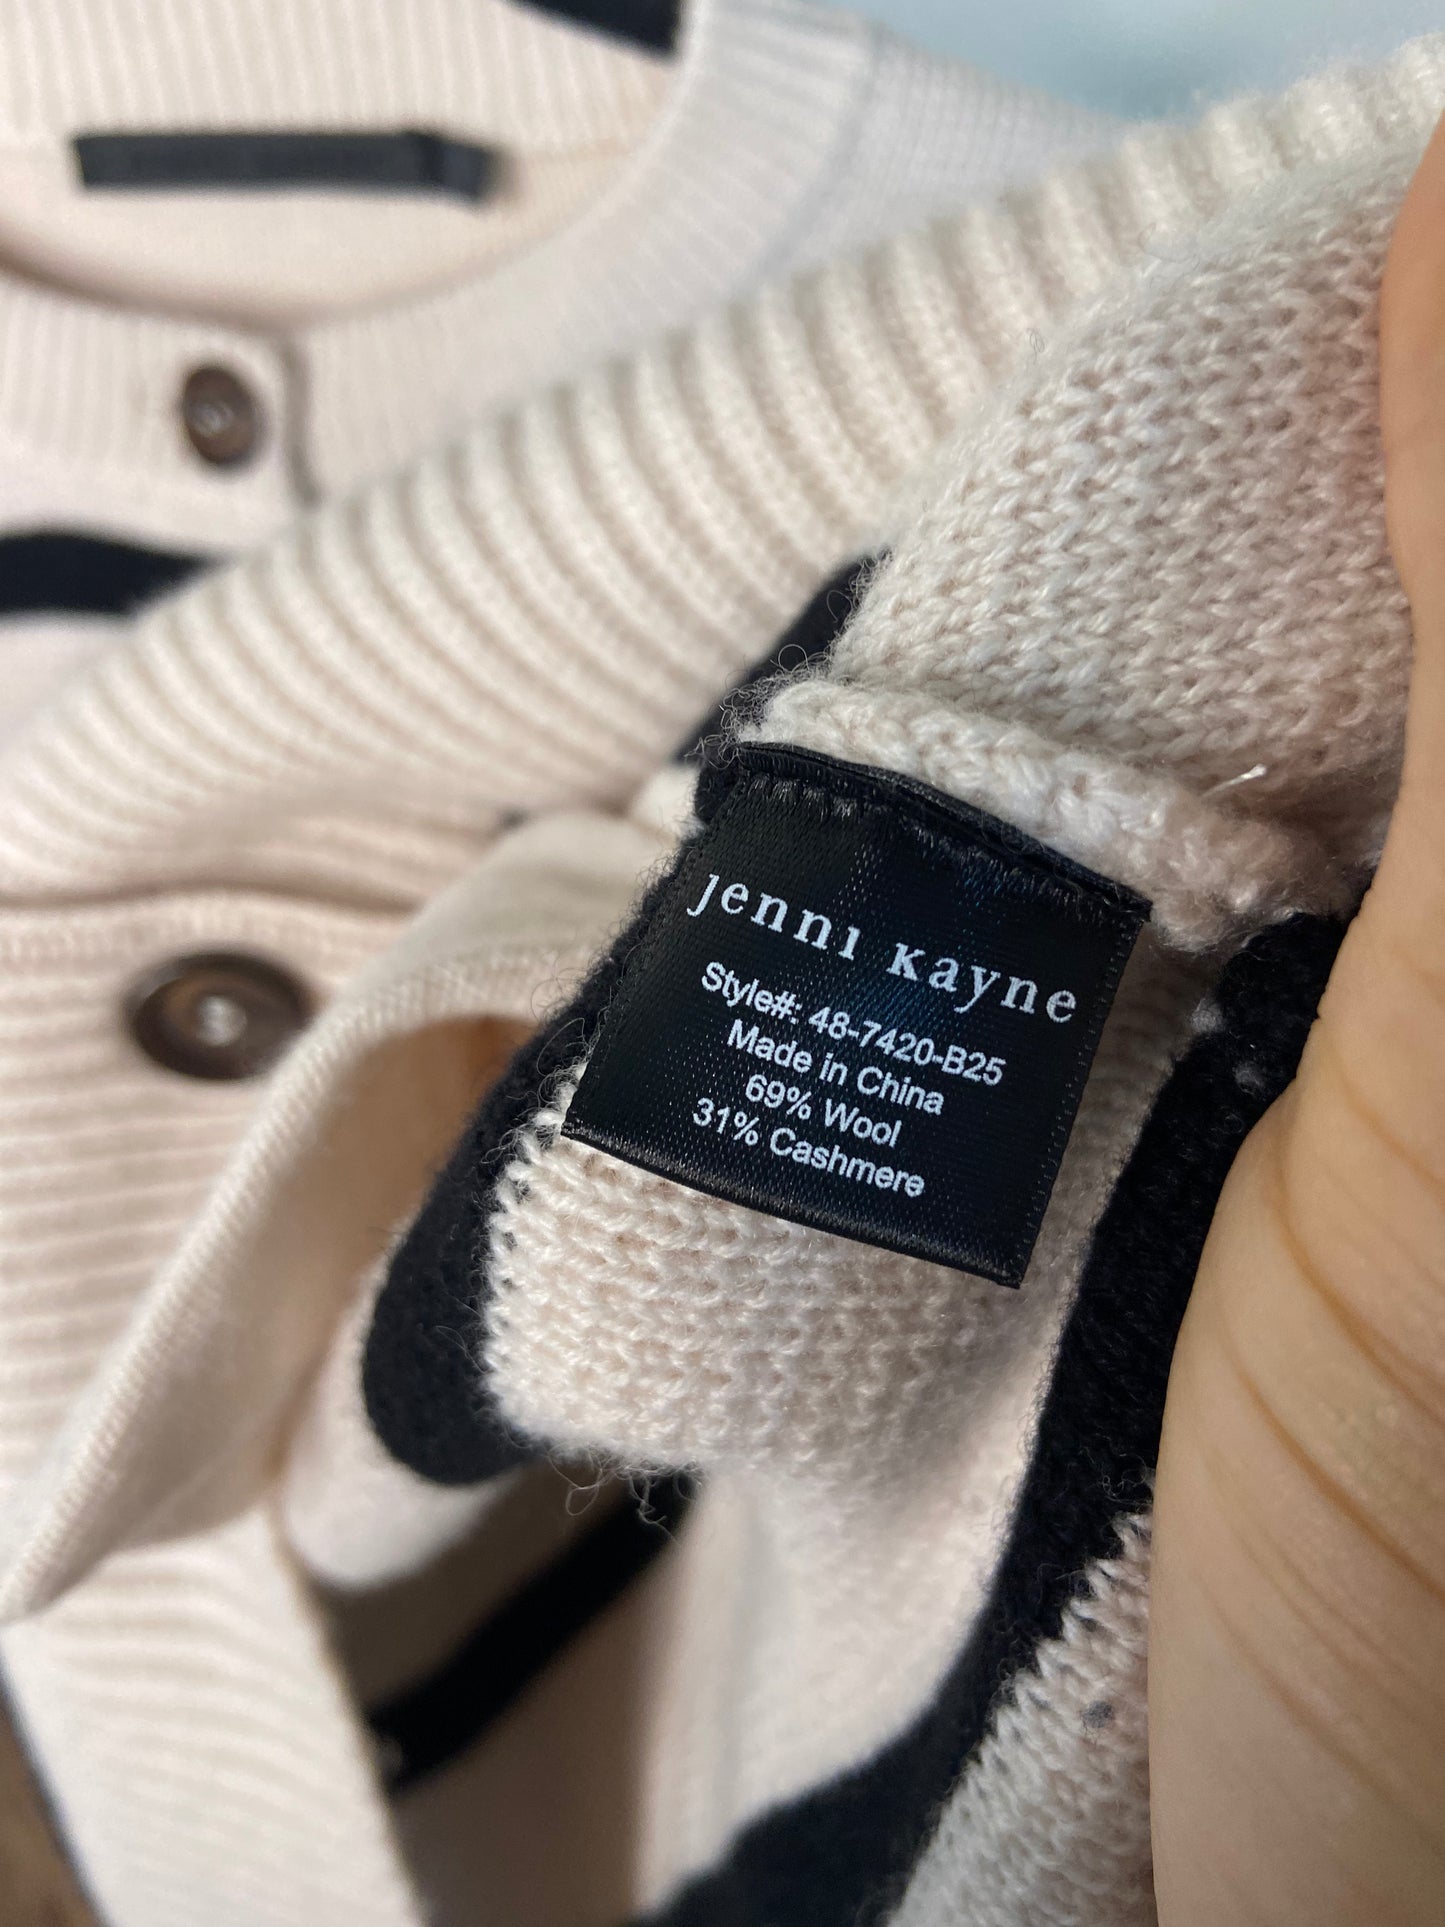 jenni kayne
Style#: 48-7420-B25
Made in China
69% Wool
31% Cashmere